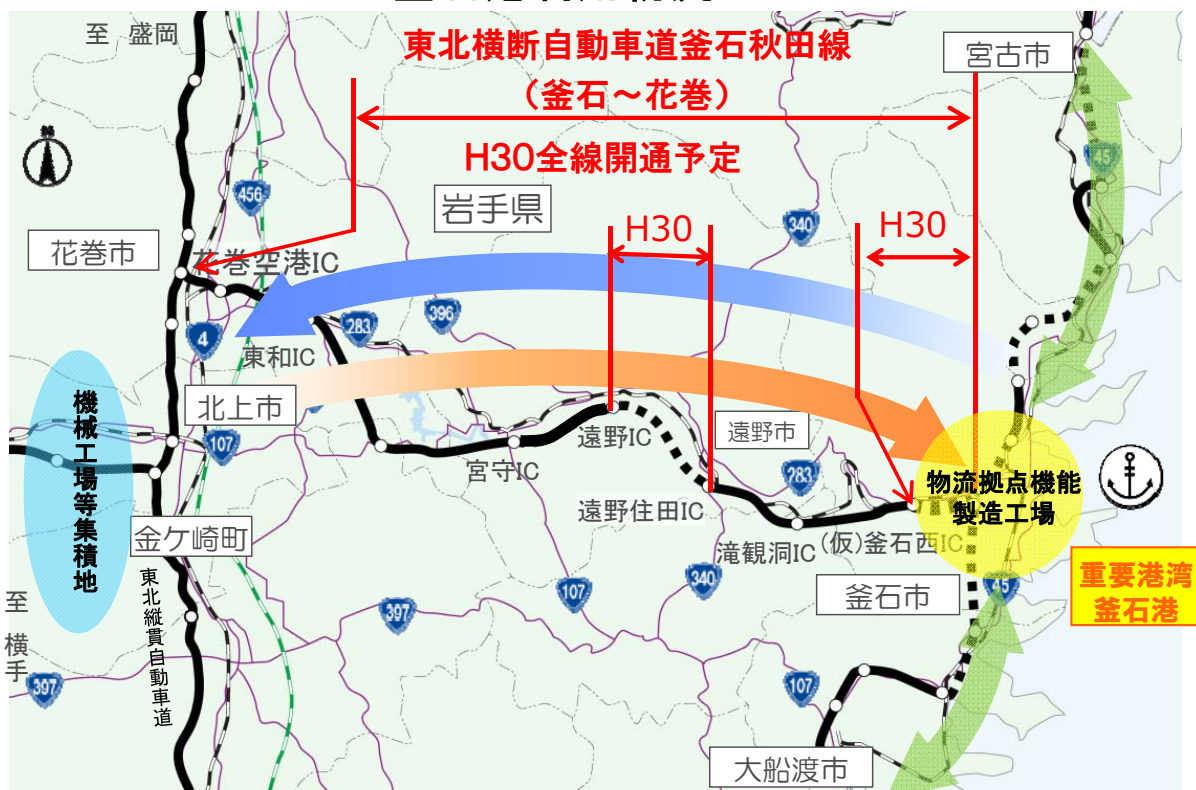 至 盛岡
東北横断自動車道釜石秋田線
（釜石～花巻）
H30全線開通予定
宮古市
45
456
岩手県
340
H30
H30
花巻市
花巻空港IC
4
283
396
東和IC
北上市
107
機械工場等集積地
遠野IC
遠野市
宮守IC
283
遠野住田IC
物流拠点機能
製造工場
金ケ崎町
滝観洞IC
(仮)釜石西IC
東北縦貫自動車道
至 横手
397
397
107
340
釜石市
45
重要港湾
釜石港
107
大船渡市